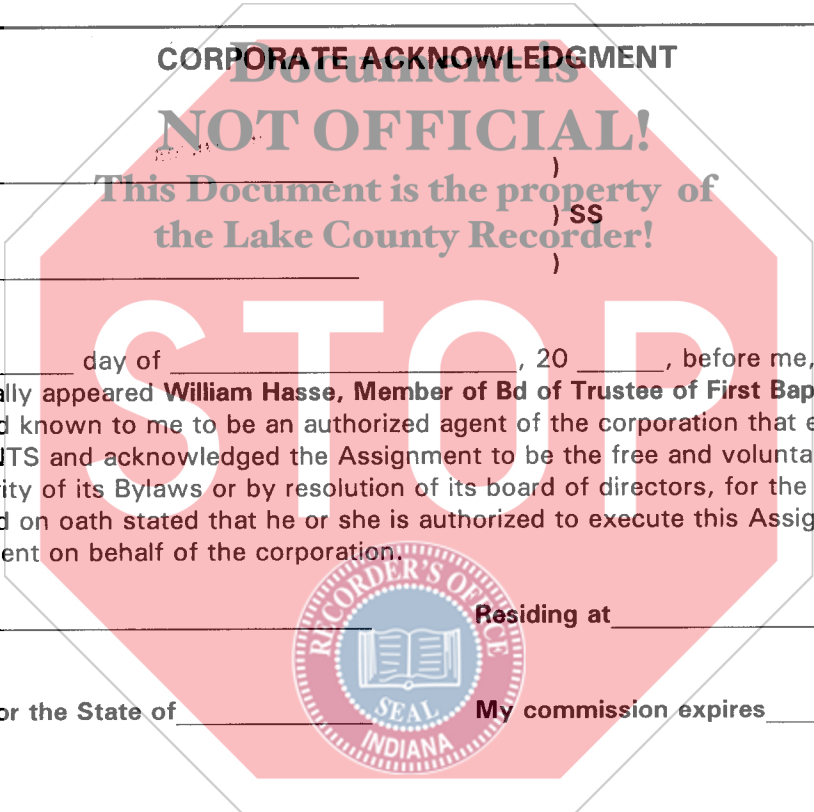 CORPORATE ACKNOWLEDGMENT
Document is
NOT OFFICIAL!
)
This Document is the property of
) SS
the Lake County Recorder!
)
STOP
day of , 20 , before me,
ally appeared William Hasse, Member of Bd of Trustee of First Bap
d known to me to be an authorized agent of the corporation that e
NTS and acknowledged the Assignment to be the free and volunta
ity of its Bylaws or by resolution of its board of directors, for the
d on oath stated that he or she is authorized to execute this Assig
ent on behalf of the corporation.
RECORDER'S OFFICE
SEAL
INDIANA
Residing at
or the State of My commission expires